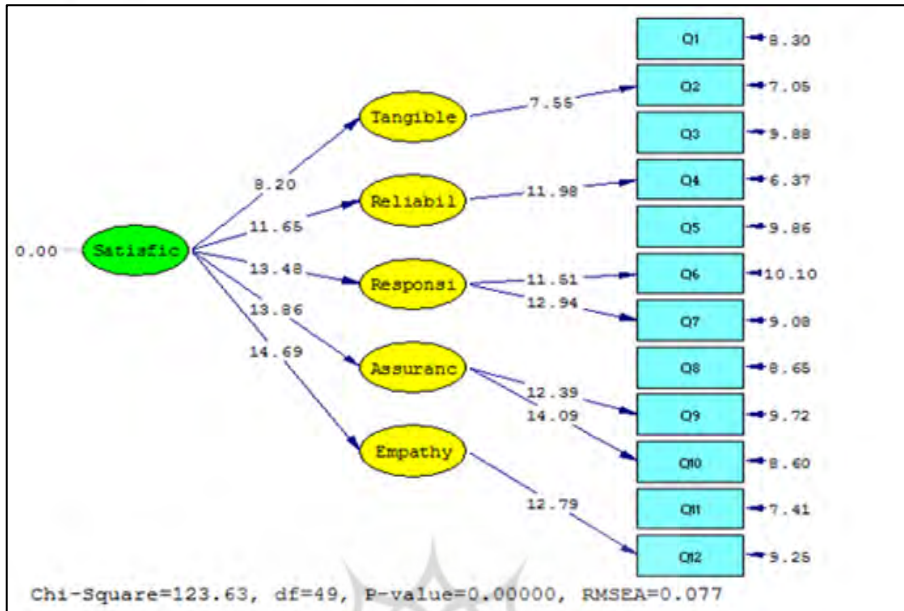 Q1 8.30
Q2 7.05
Tangible 7.55
Q3 9.88
8.20
Q4 6.37
Reliabil 11.98
11.65
Q5 9.86
0.00 Satisfic
13.48
Responsi 11.51
Q6 10.10
12.94
Q7 9.08
13.86
14.69
Q8 8.65
Assuranc 12.39
Q9 9.72
14.09
Empathy
Q10 8.60
12.79
Q11 7.41
Q12 9.25
Chi-Square=123.63, df=49, P-value=0.00000, RMSEA=0.077